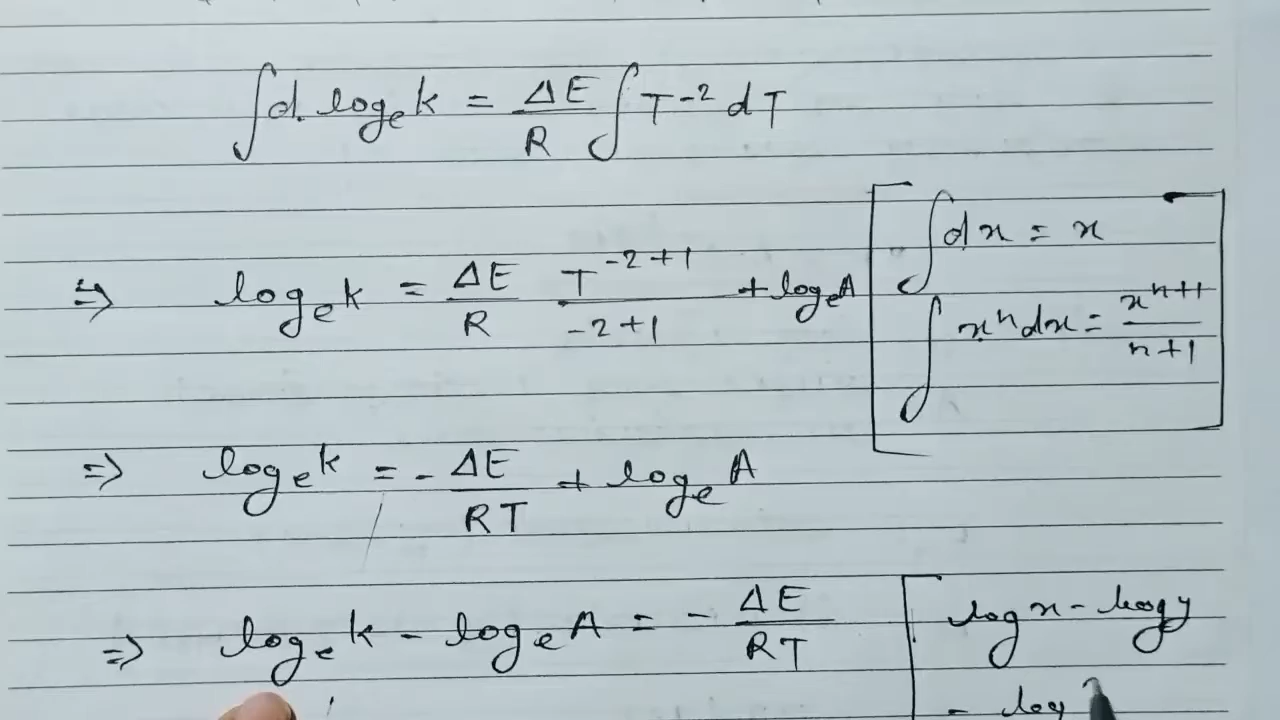 ∫d. logₑk = ΔE/R ∫T⁻² dT
⇒ logₑk = ΔE/R T⁻²⁺¹/-2+1 + logₑA
∫dx = x
∫xⁿdx = xⁿ⁺¹/n+1
⇒ logₑk = - ΔE/RT + logₑA
⇒ logₑk - logₑA = - ΔE/RT
log x - log y
= log